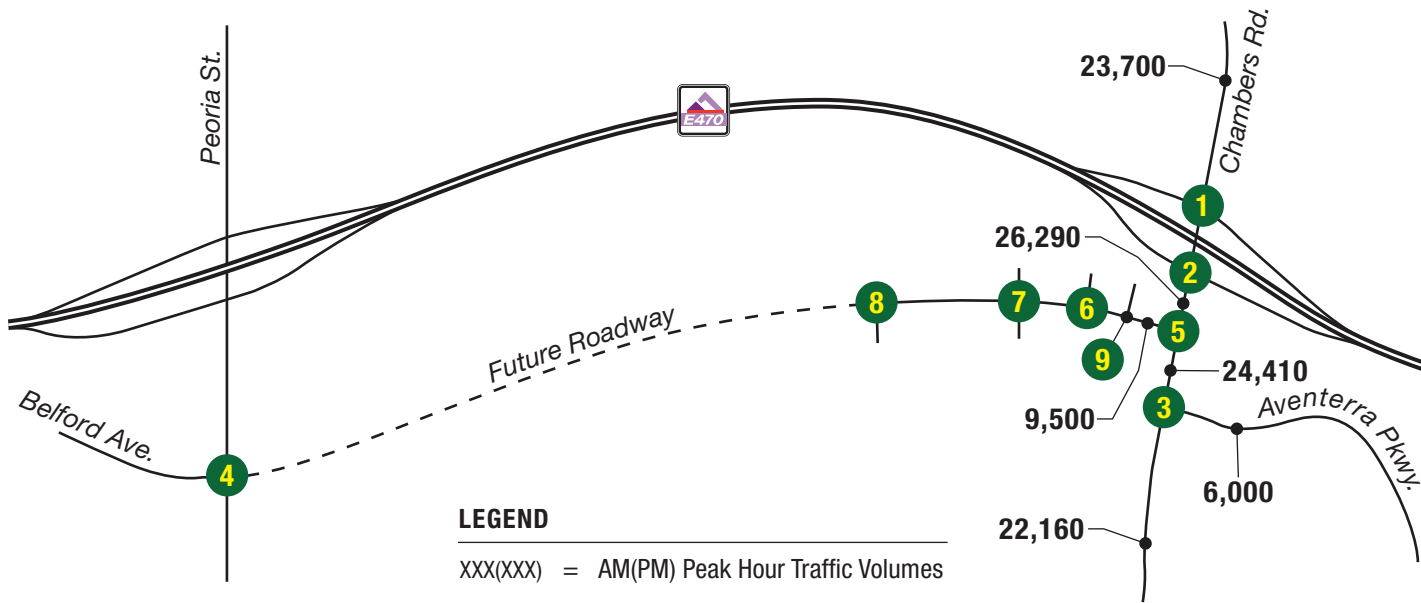 Peoria St.
E470
23,700
Chambers Rd.
1
26,290
2
8
7
6
5
9
Future Roadway
24,410
9,500
3
Aventerra Pkwy.
Belford Ave.
4
6,000
22,160
LEGEND
XXX(XXX) = AM(PM) Peak Hour Traffic Volumes